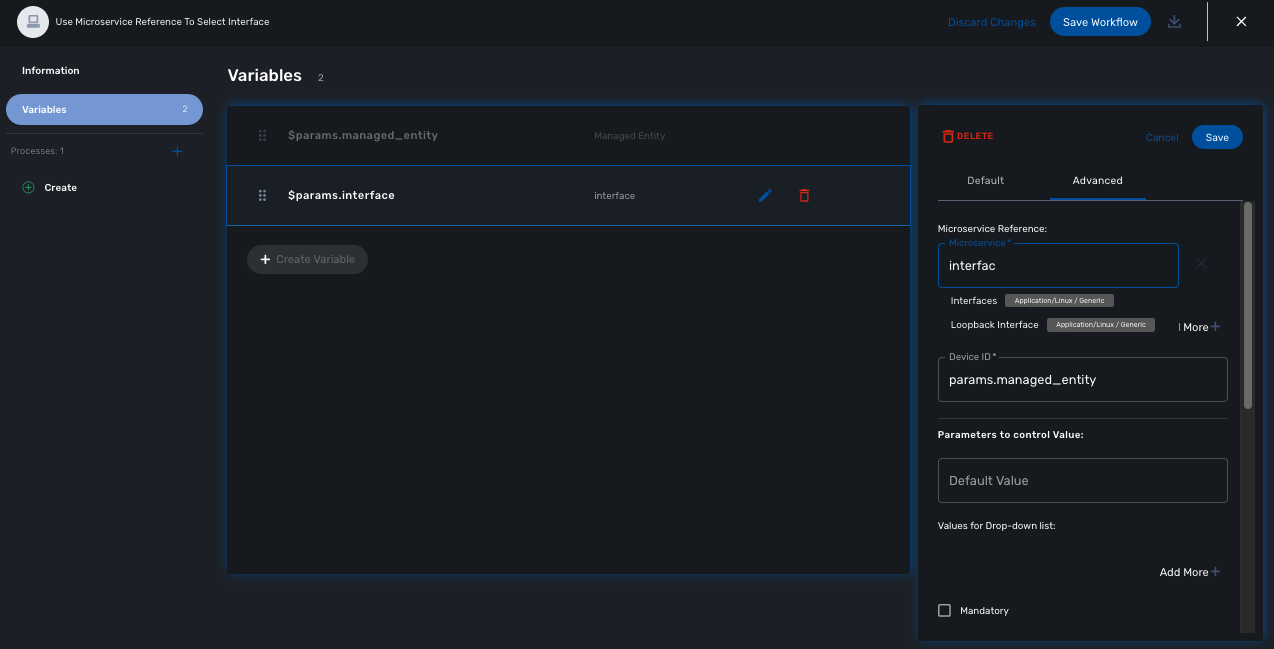 Use Microservice Reference To Select Interface
Discard Changes
Save Workflow
Information
Variables 2
Processes: 1
Create
Variables 2
$params.managed_entity Managed Entity
$params.interface interface
Create Variable
DELETE
Cancel
Save
Default
Advanced
Microservice Reference:
Microservice *
interfac
Interfaces Application/Linux / Generic
Loopback Interface Application/Linux / Generic
More
Device ID *
params.managed_entity
Parameters to control Value:
Default Value
Values for Drop-down list:
Add More
Mandatory